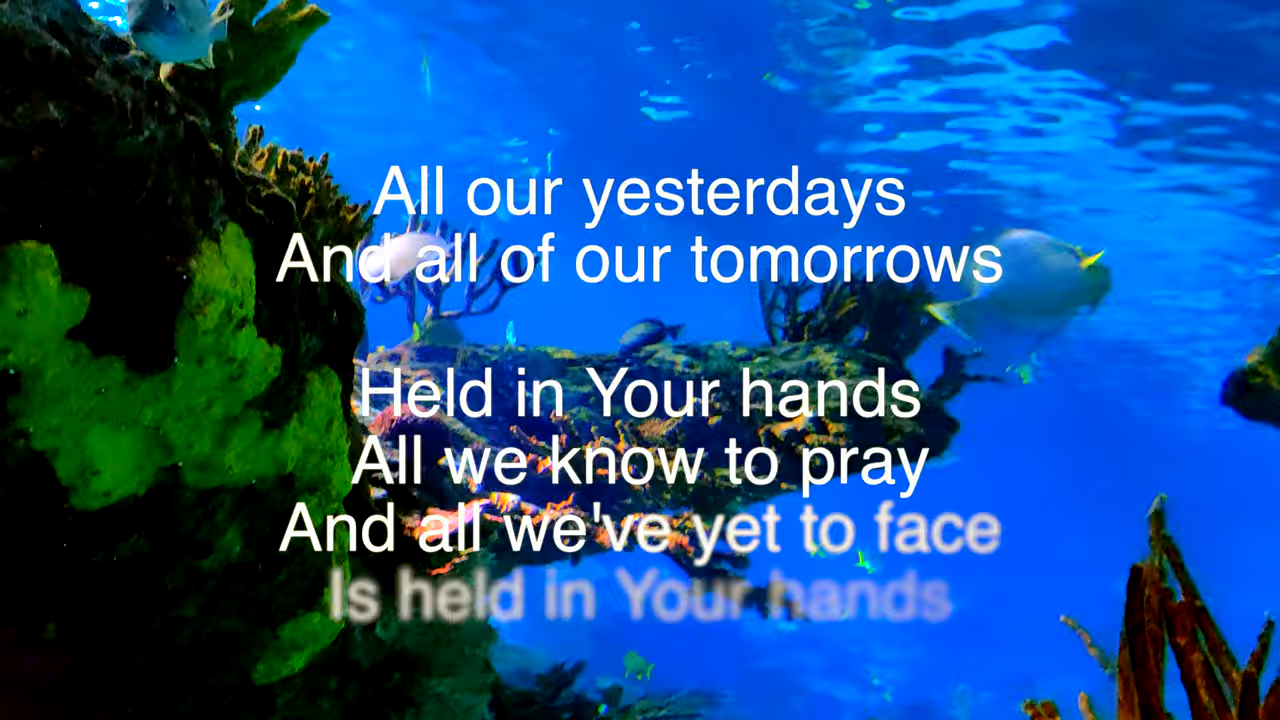 All our yesterdays
And all of our tomorrows
Held in Your hands
All we know to pray
And all we've yet to face
Is held in Your hands